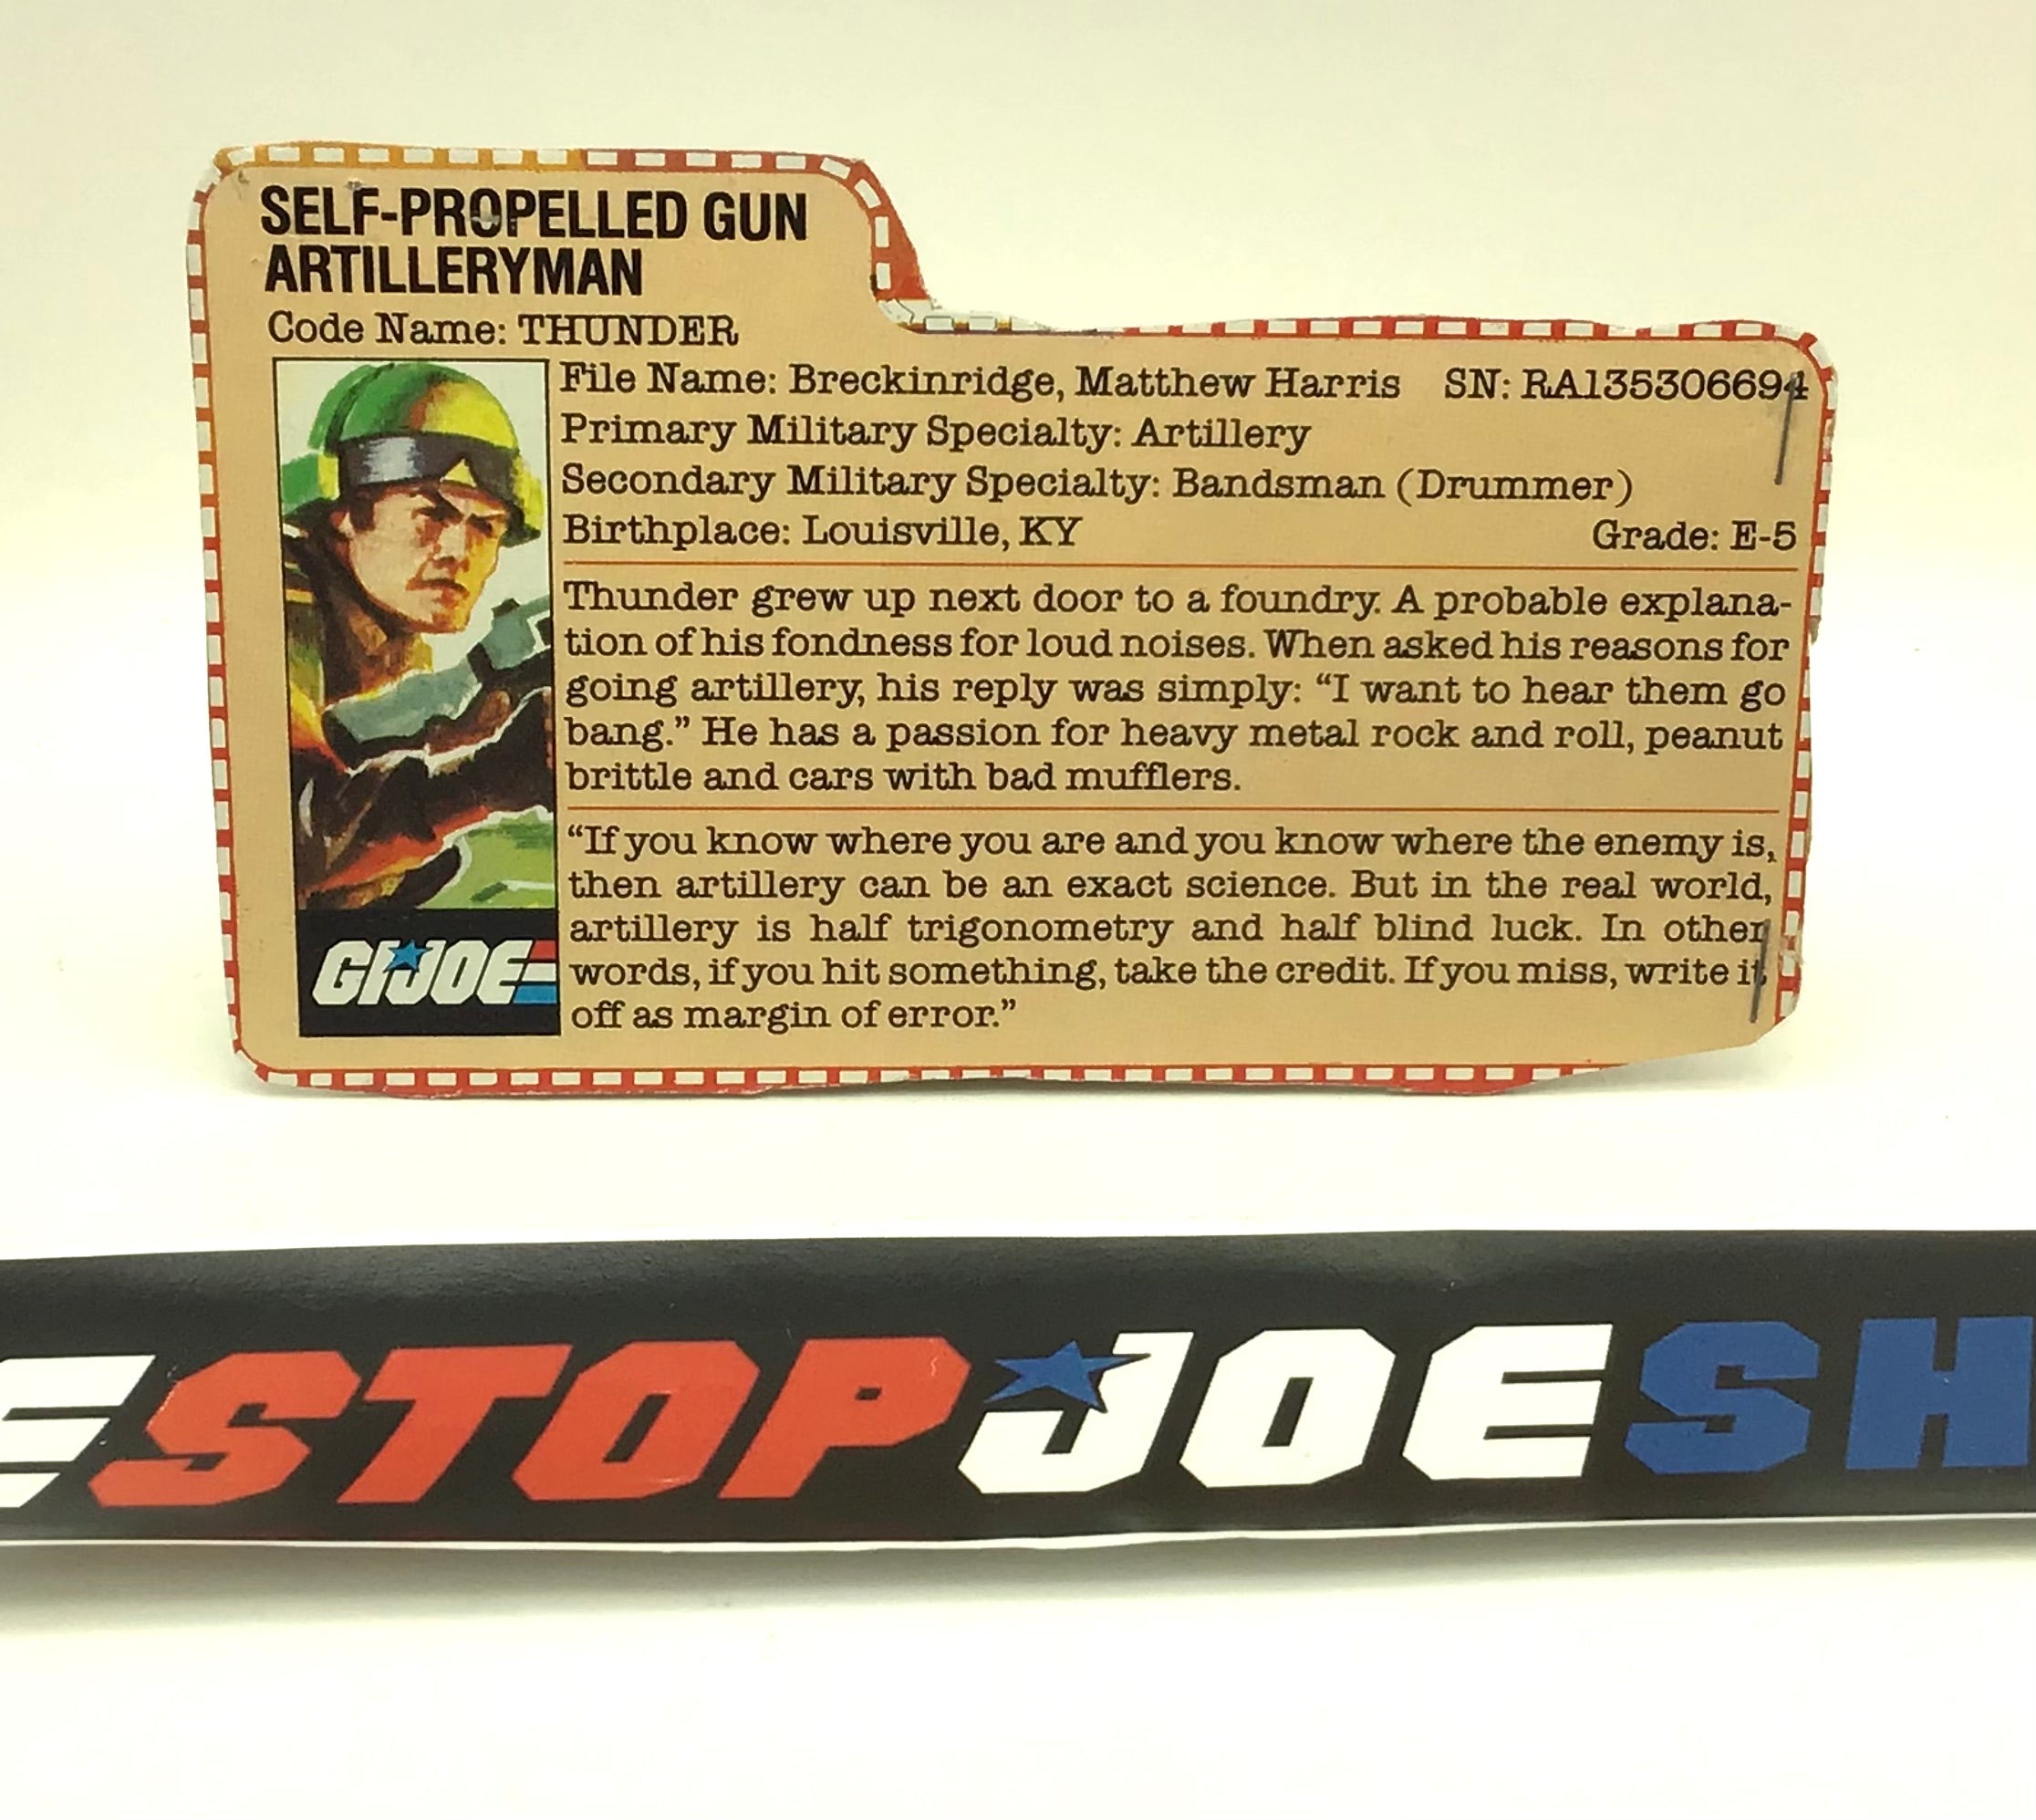 SELF-PROPELLED GUN
ARTILLERYMAN
Code Name: THUNDER
File Name: Breckinridge, Matthew Harris SN: RA135306694
Primary Military Specialty: Artillery
Secondary Military Specialty: Bandsman (Drummer)
Birthplace: Louisville, KY Grade: E-5
Thunder grew up next door to a foundry. A probable explana-
tion of his fondness for loud noises. When asked his reasons for
going artillery, his reply was simply: “I want to hear them go
bang.” He has a passion for heavy metal rock and roll, peanut
brittle and cars with bad mufflers.
“If you know where you are and you know where the enemy is,
then artillery can be an exact science. But in the real world,
artillery is half trigonometry and half blind luck. In other
words, if you hit something, take the credit. If you miss, write it
off as margin of error.”
GI JOE
E STOP JOE SH